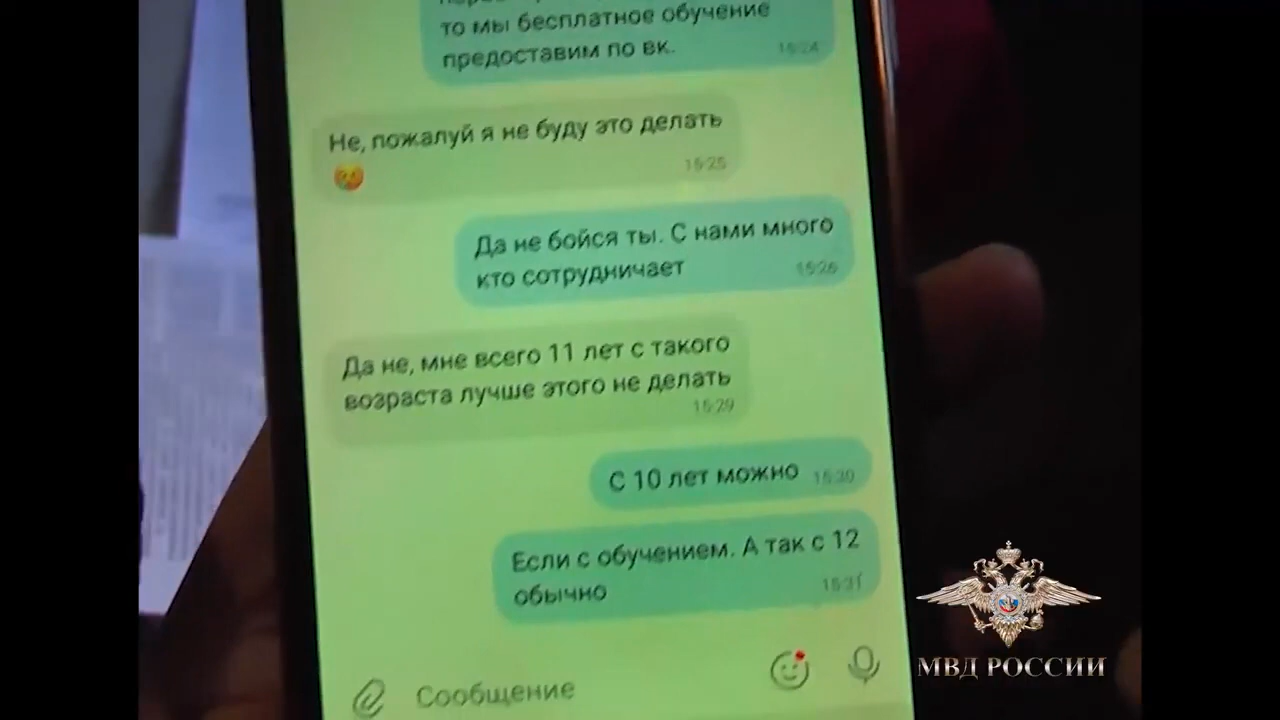 то мы бесплатное обучение
предоставим по вк.
15:24
Не, пожалуй я не буду это делать
15:25
Да не бойся ты. С нами много
кто сотрудничает
15:26
Да не, мне всего 11 лет с такого
возраста лучше этого не делать
15:29
С 10 лет можно 15:30
Если с обучением. А так с 12
обычно
15:31
Сообщение
МВД РОССИИ